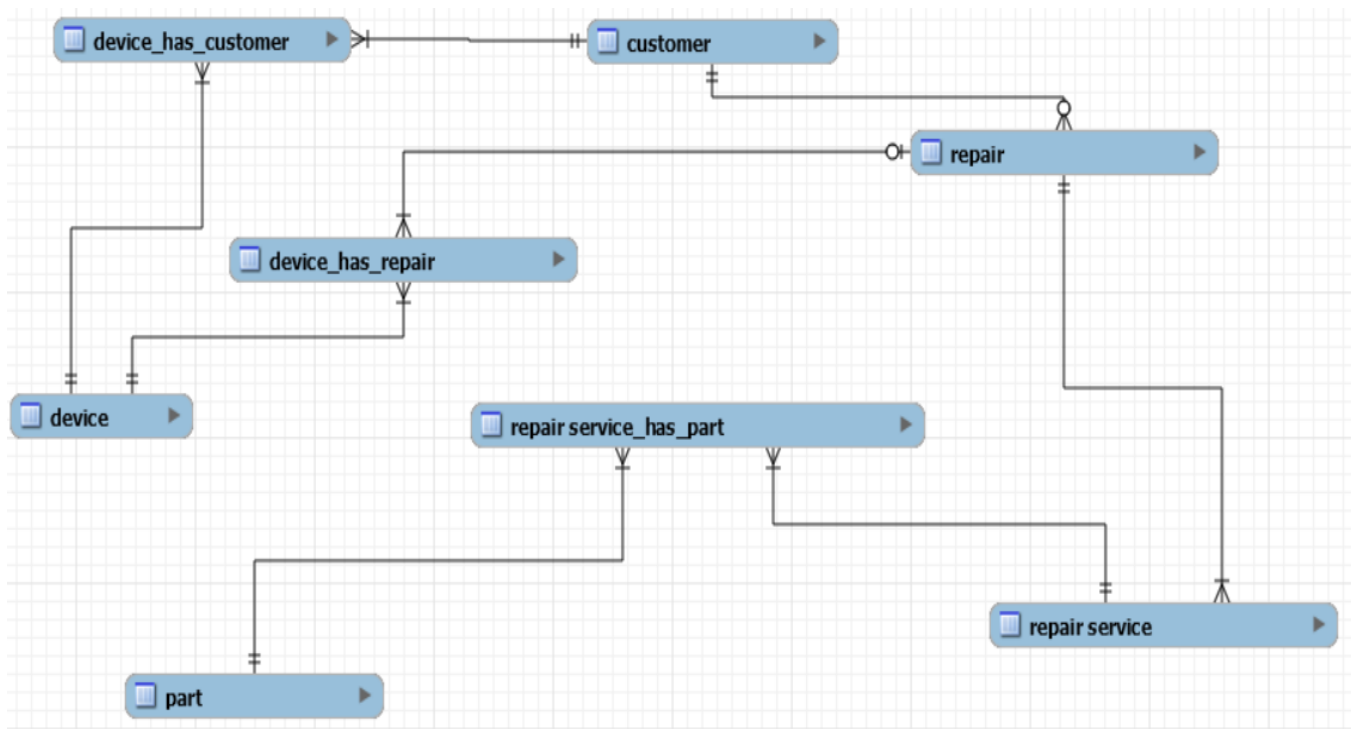 device_has_customer
customer
repair
device_has_repair
device
repair service_has_part
repair service
part